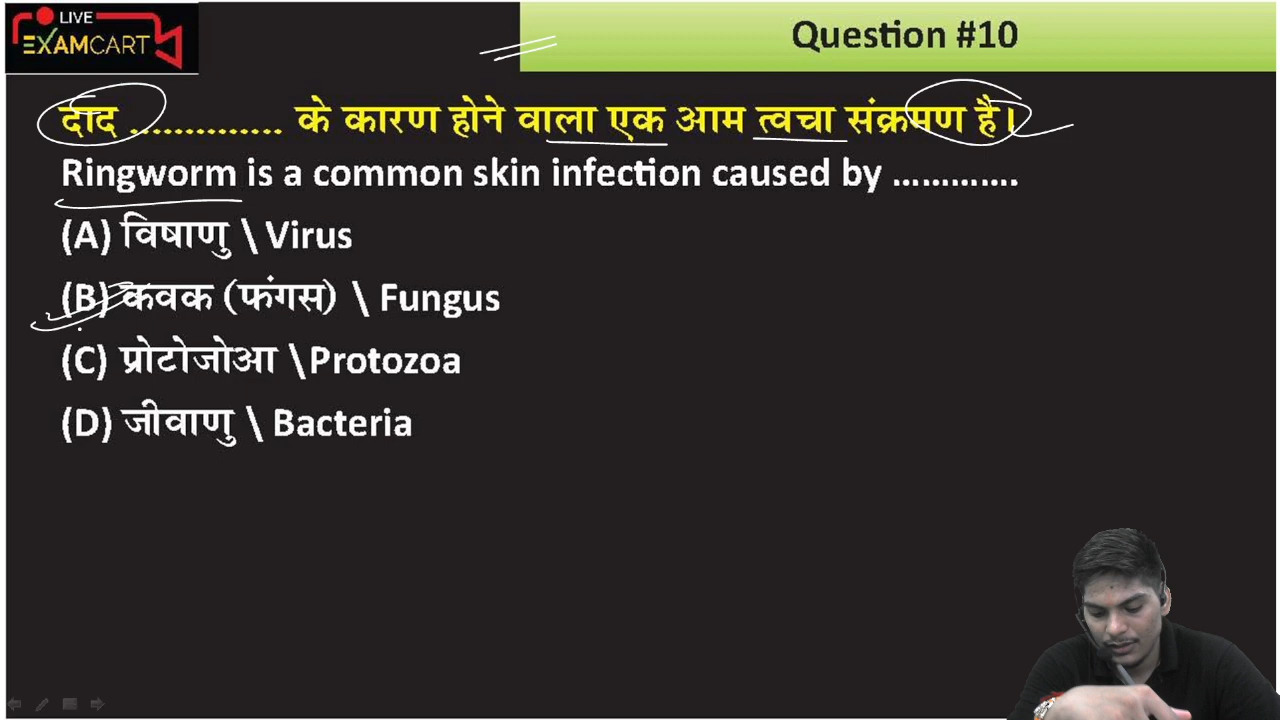 LIVE
EXAMCART
Question #10
दाद .............. के कारण होने वाला एक आम त्वचा संक्रमण है।
Ringworm is a common skin infection caused by .............
(A) विषाणु \ Virus
(B) कवक (फंगस) \ Fungus
(C) प्रोटोजोआ \Protozoa
(D) जीवाणु \ Bacteria